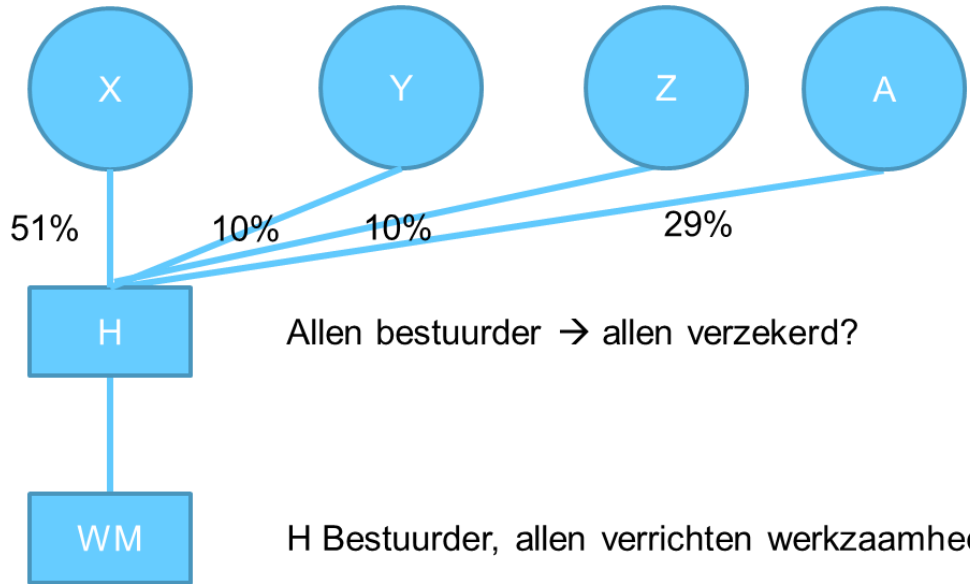 X Y Z A
51% 10% 10% 29%
H Allen bestuurder → allen verzekerd?
WM H Bestuurder, allen verrichten